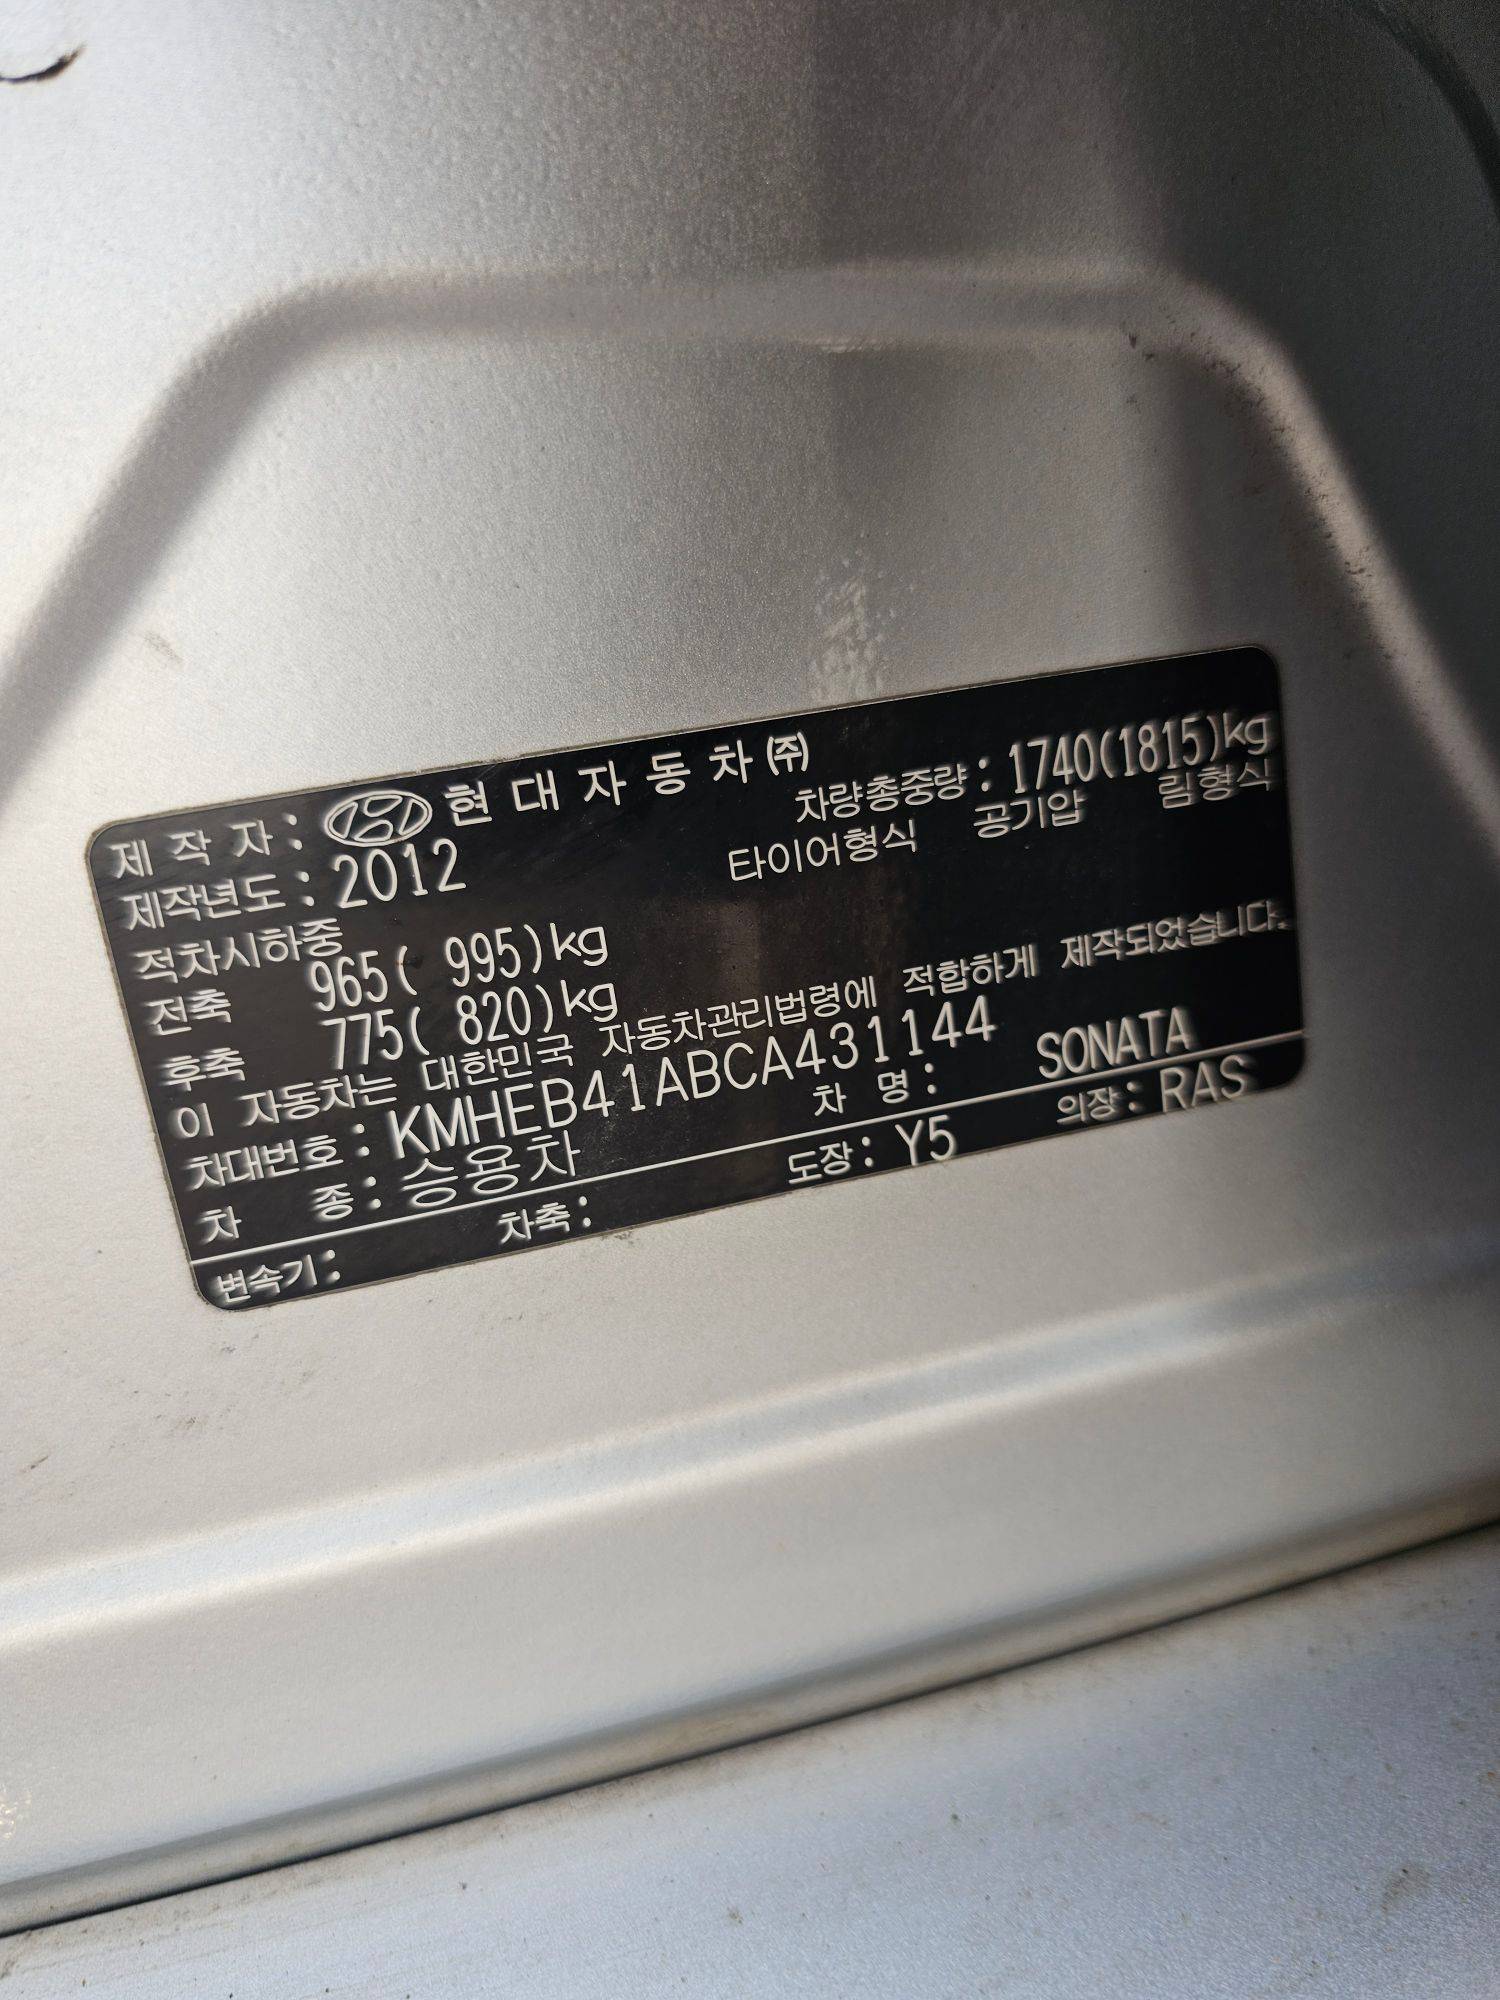 제 작 자 : 현 대 자 동 차 ㈜
제작년도 : 2012 차량총중량 : 1740(1815)kg
적차시하중 타이어형식 공기압 림형식
전축 965( 995)kg
후축 775( 820)kg
이 자동차는 대한민국 자동차관리법령에 적합하게 제작되었습니다.
차대번호 : KMHEB41ABCA431144
차 종 : 승용차 차 명 : SONATA
변속기 : 차축 : 도장 : Y5 의장 : RAS